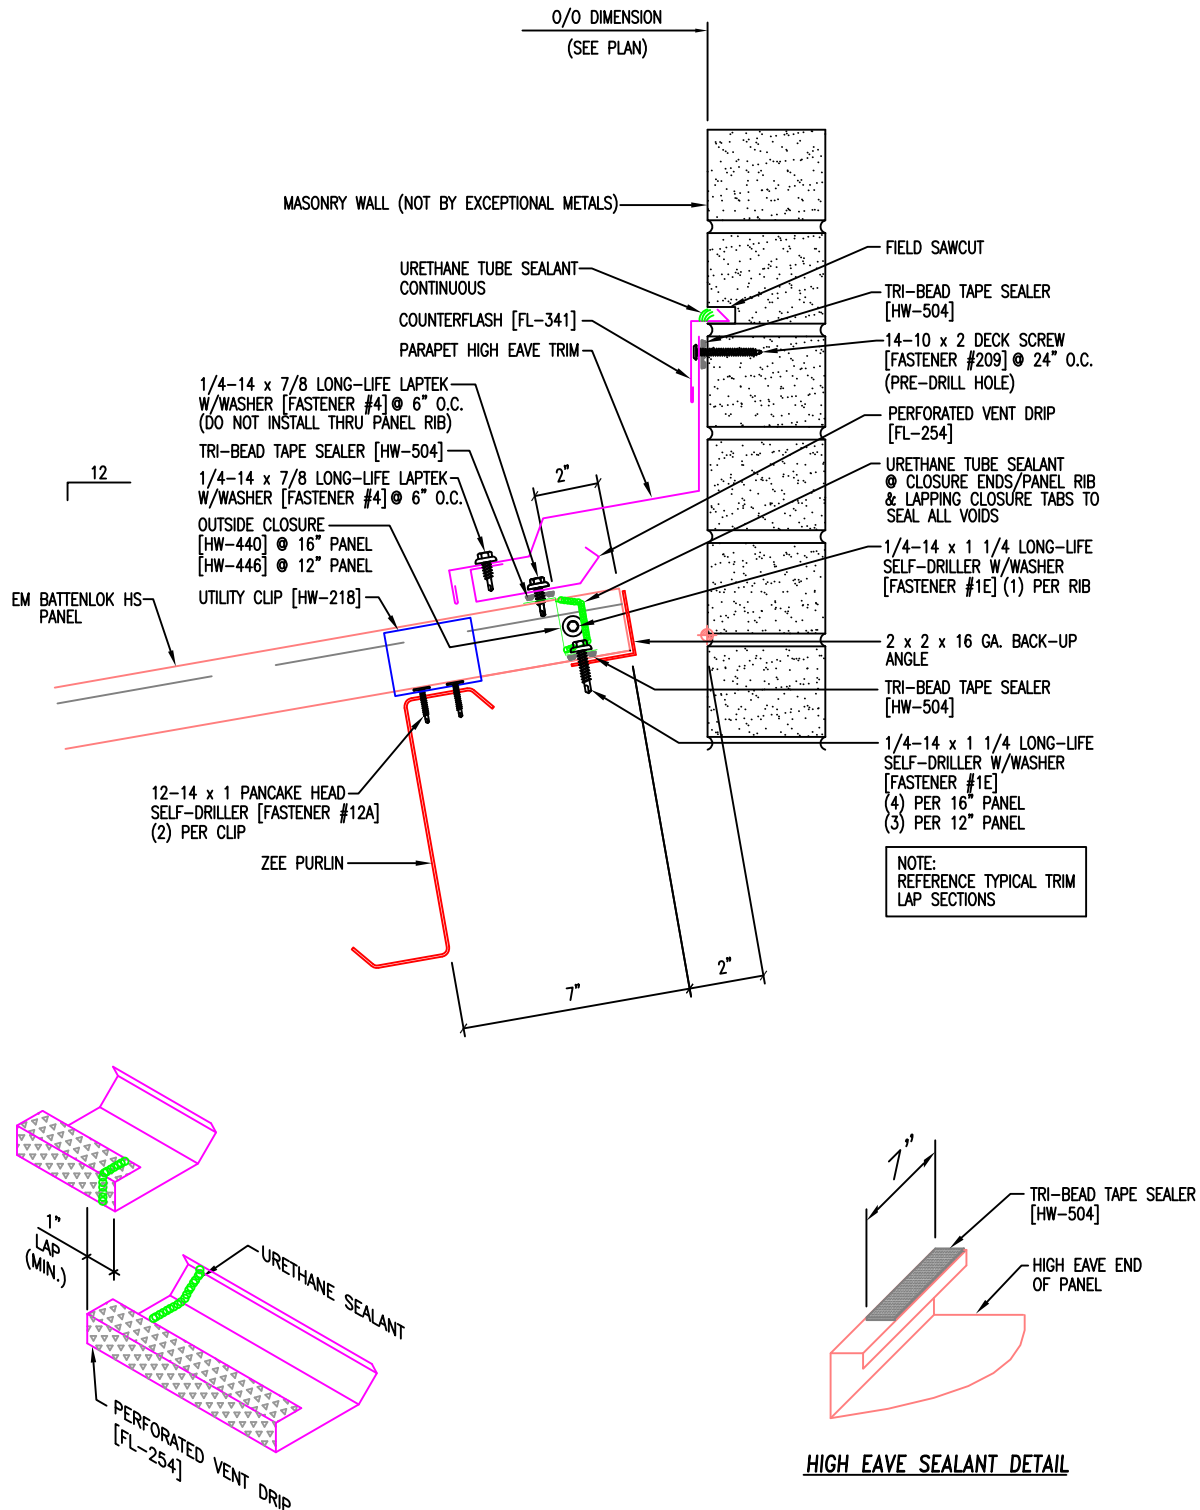 O/O DIMENSION
(SEE PLAN)
MASONRY WALL (NOT BY EXCEPTIONAL METALS)
URETHANE TUBE SEALANT
CONTINUOUS
COUNTERFLASH [FL-341]
PARAPET HIGH EAVE TRIM
1/4-14 x 7/8 LONG-LIFE LAPTEK
W/WASHER [FASTENER #4] @ 6" O.C.
(DO NOT INSTALL THRU PANEL RIB)
TRI-BEAD TAPE SEALER [HW-504]
1/4-14 x 7/8 LONG-LIFE LAPTEK
W/WASHER [FASTENER #4] @ 6" O.C.
OUTSIDE CLOSURE
[HW-440] @ 16" PANEL
[HW-446] @ 12" PANEL
UTILITY CLIP [HW-218]
12
EM BATTENLOK HS
PANEL
2"
FIELD SAWCUT
TRI-BEAD TAPE SEALER
[HW-504]
14-10 x 2 DECK SCREW
[FASTENER #209] @ 24" O.C.
(PRE-DRILL HOLE)
PERFORATED VENT DRIP
[FL-254]
URETHANE TUBE SEALANT
@ CLOSURE ENDS/PANEL RIB
& LAPPING CLOSURE TABS TO
SEAL ALL VOIDS
1/4-14 x 1 1/4 LONG-LIFE
SELF-DRILLER W/WASHER
[FASTENER #1E] (1) PER RIB
2 x 2 x 16 GA. BACK-UP
ANGLE
TRI-BEAD TAPE SEALER
[HW-504]
1/4-14 x 1 1/4 LONG-LIFE
SELF-DRILLER W/WASHER
[FASTENER #1E]
(4) PER 16" PANEL
(3) PER 12" PANEL
12-14 x 1 PANCAKE HEAD
SELF-DRILLER [FASTENER #12A]
(2) PER CLIP
ZEE PURLIN
NOTE:
REFERENCE TYPICAL TRIM
LAP SECTIONS
7"
2"
1"
LAP
(MIN.)
URETHANE SEALANT
PERFORATED VENT DRIP
[FL-254]
7"
TRI-BEAD TAPE SEALER
[HW-504]
HIGH EAVE END
OF PANEL
HIGH EAVE SEALANT DETAIL